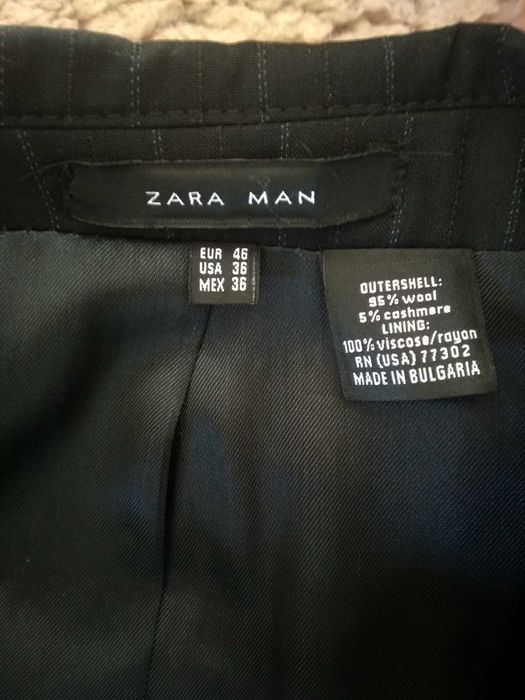 ZARA MAN
EUR 46
USA 36
MEX 36
OUTERSHELL:
95% wool
5% cashmere
LINING:
100% viscose/rayon
RN (USA) 77302
MADE IN BULGARIA